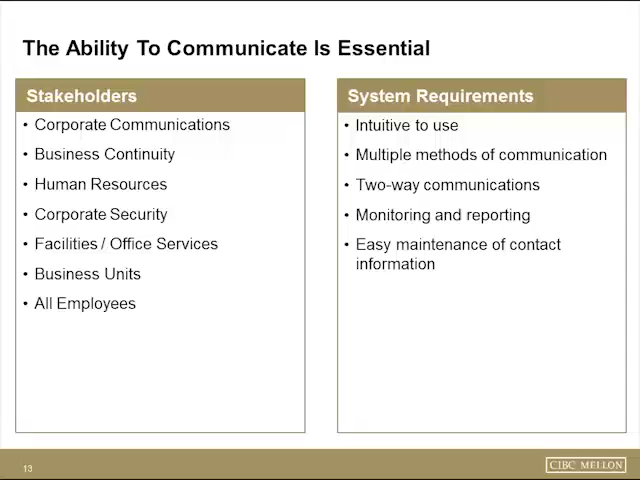 The Ability To Communicate Is Essential
Stakeholders
• Corporate Communications
• Business Continuity
• Human Resources
• Corporate Security
• Facilities / Office Services
• Business Units
• All Employees
System Requirements
• Intuitive to use
• Multiple methods of communication
• Two-way communications
• Monitoring and reporting
• Easy maintenance of contact
information
13
CIBC MELLON